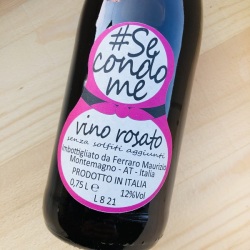 #Se
condo
me
vino rosato
senza solfiti aggiunti
Imbottigliato da Ferraro Maurizio
Montemagno - AT - Italia
PRODOTTO IN ITALIA
0,75 L e 12%Vol
L 8 21